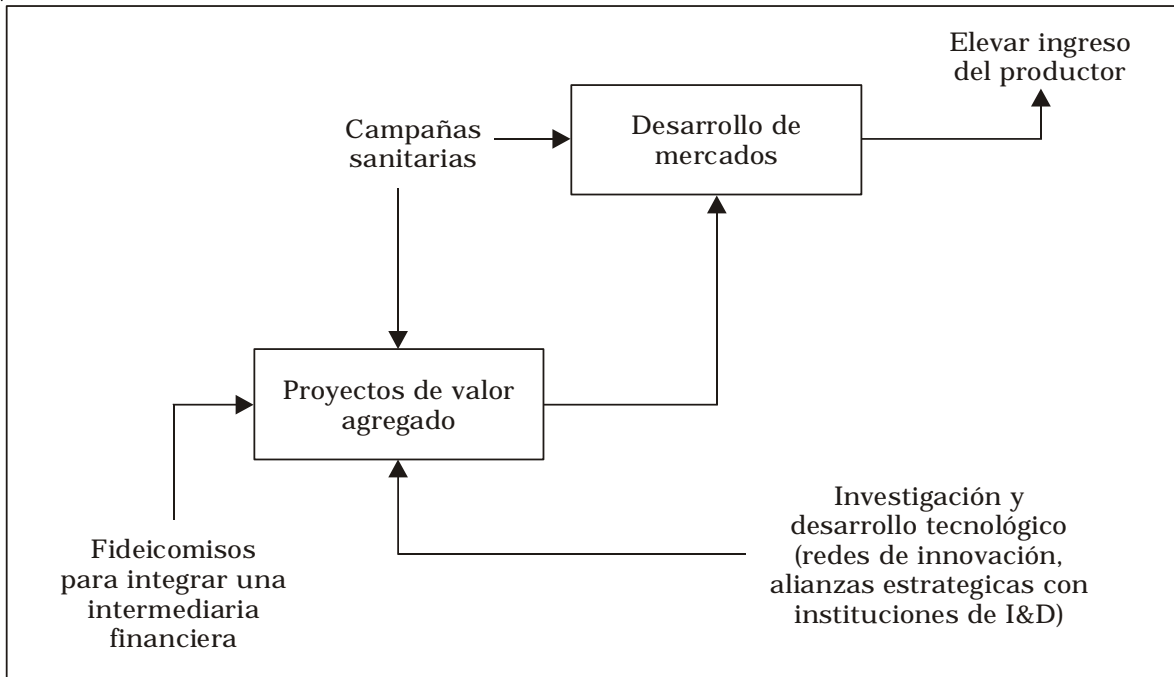 Elevar ingreso
del productor
Campañas
sanitarias
Desarrollo de
mercados
Proyectos de valor
agregado
Fideicomisos
para integrar una
intermediaria
financiera
Investigación y
desarrollo tecnológico
(redes de innovación,
alianzas estrategicas con
instituciones de I&D)